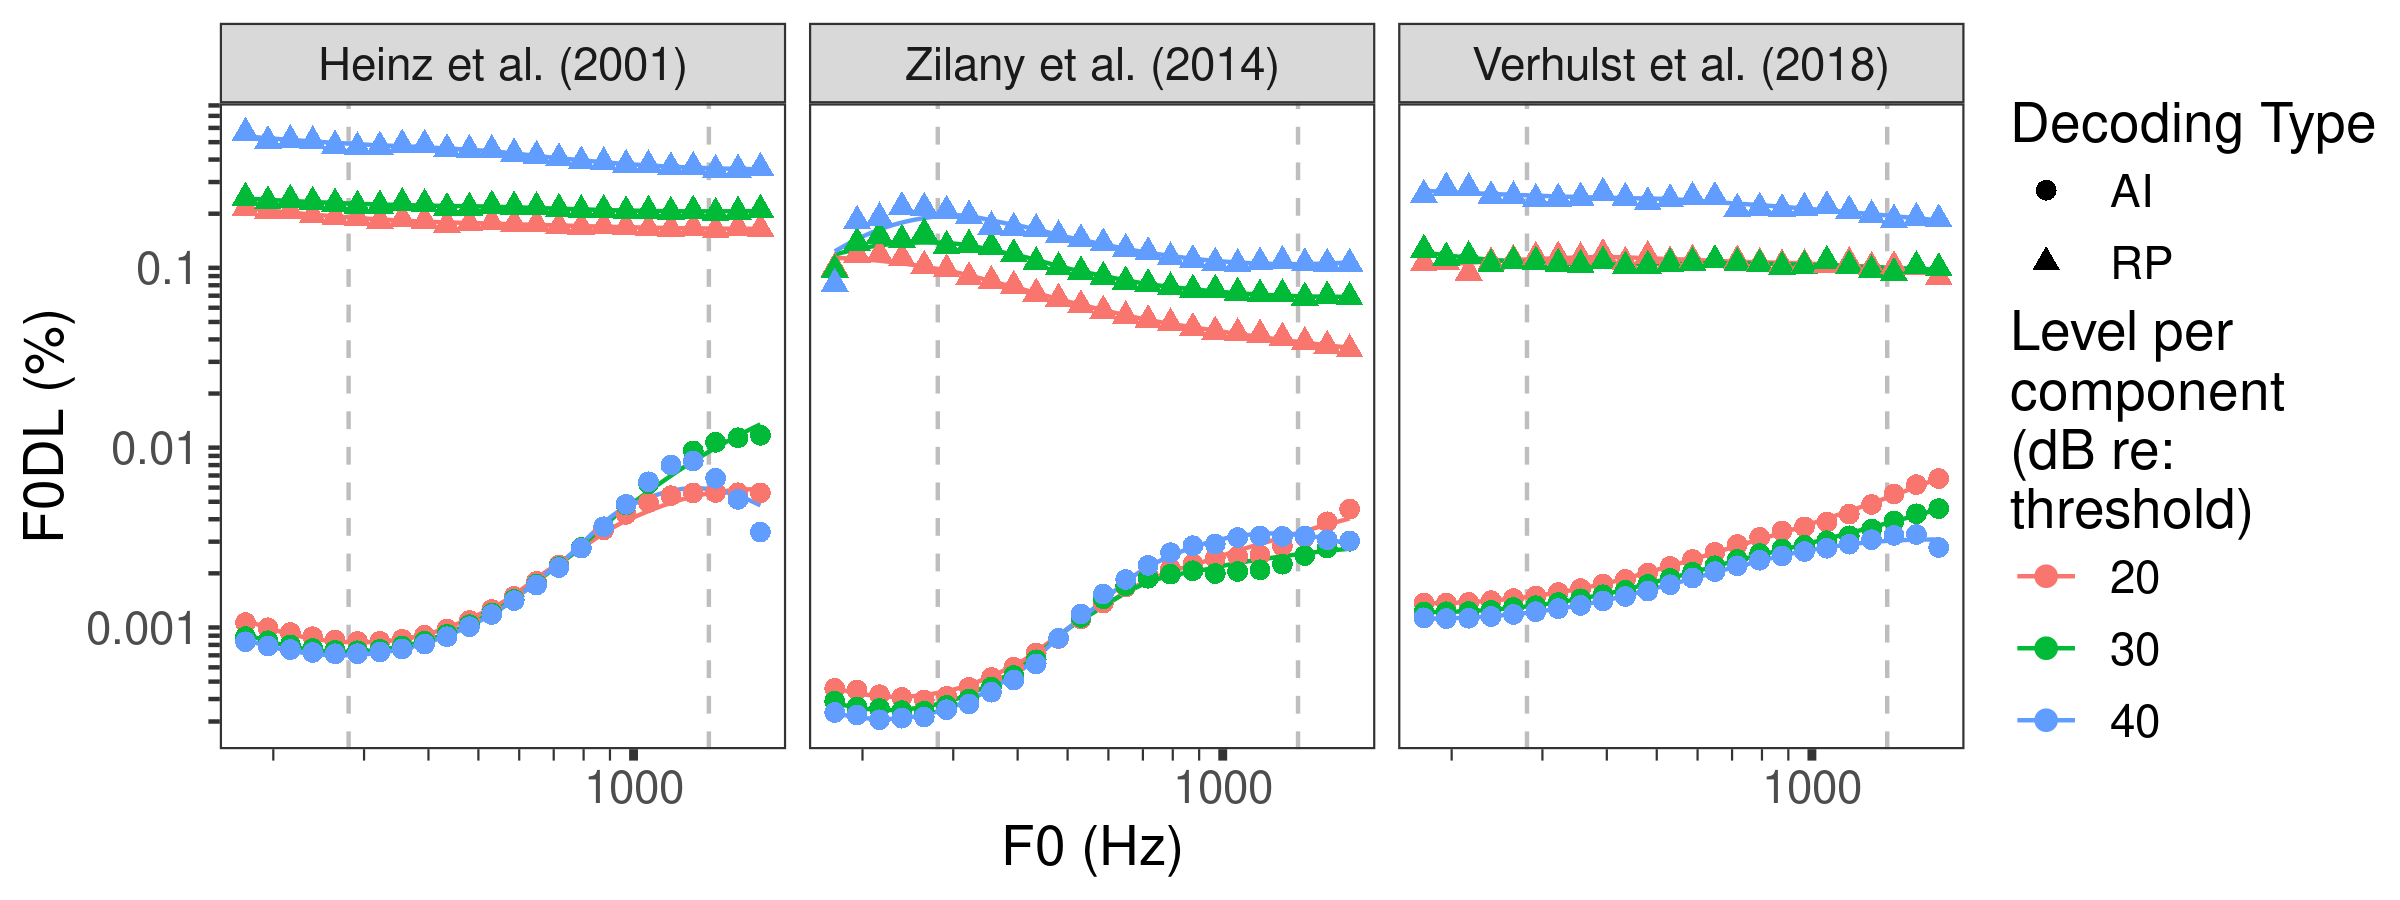 Heinz et al. (2001)
Zilany et al. (2014)
Verhulst et al. (2018)
F0DL (%)
0.1
0.01
0.001
1000
1000
1000
F0 (Hz)
Decoding Type
AI
RP
Level per
component
(dB re:
threshold)
20
30
40